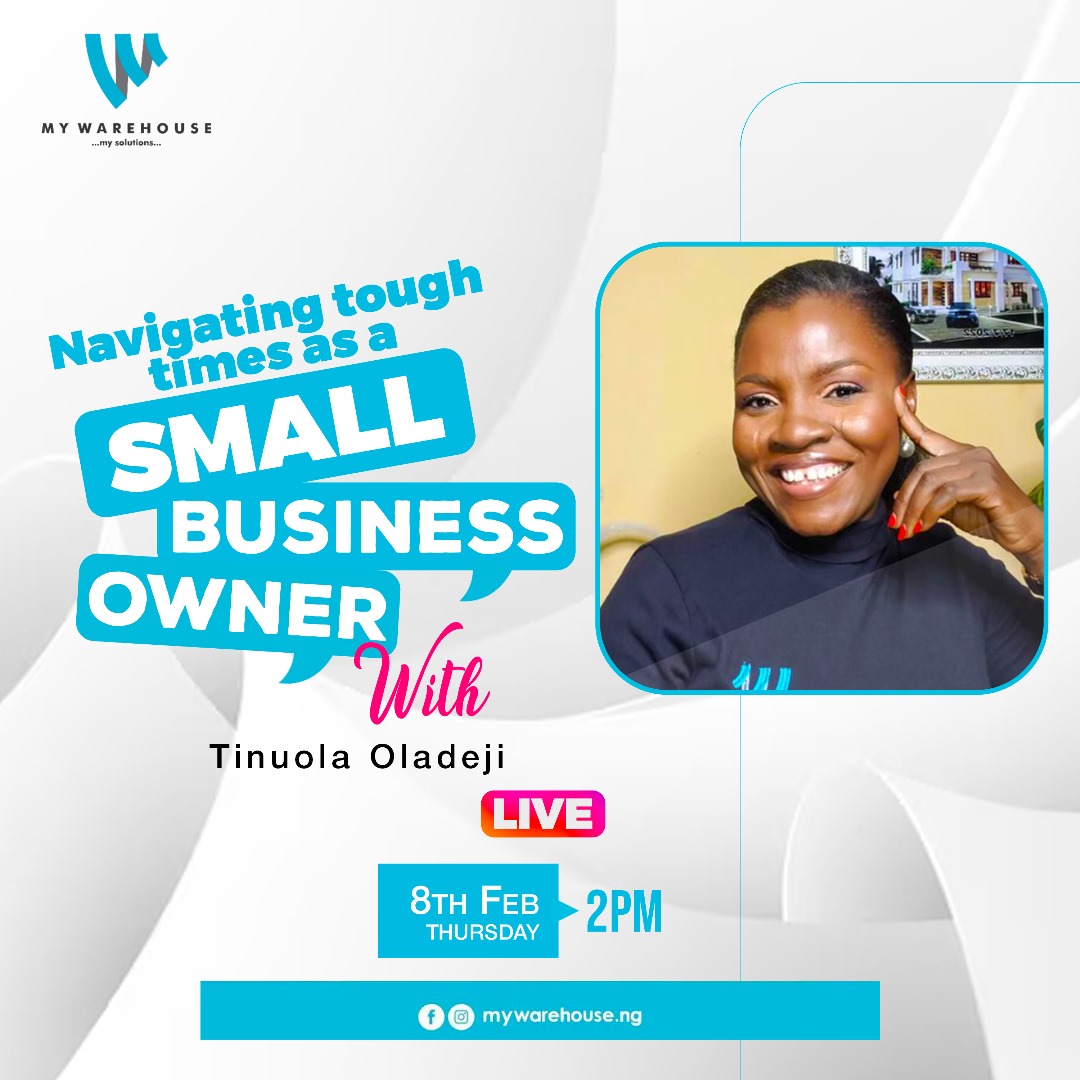 MY WAREHOUSE
...my solutions...
Navigating tough
times as a
SMALL
BUSINESS
OWNER
With
Tinuola Oladeji
LIVE
8TH FEB
THURSDAY
2PM
mywarehouse.ng